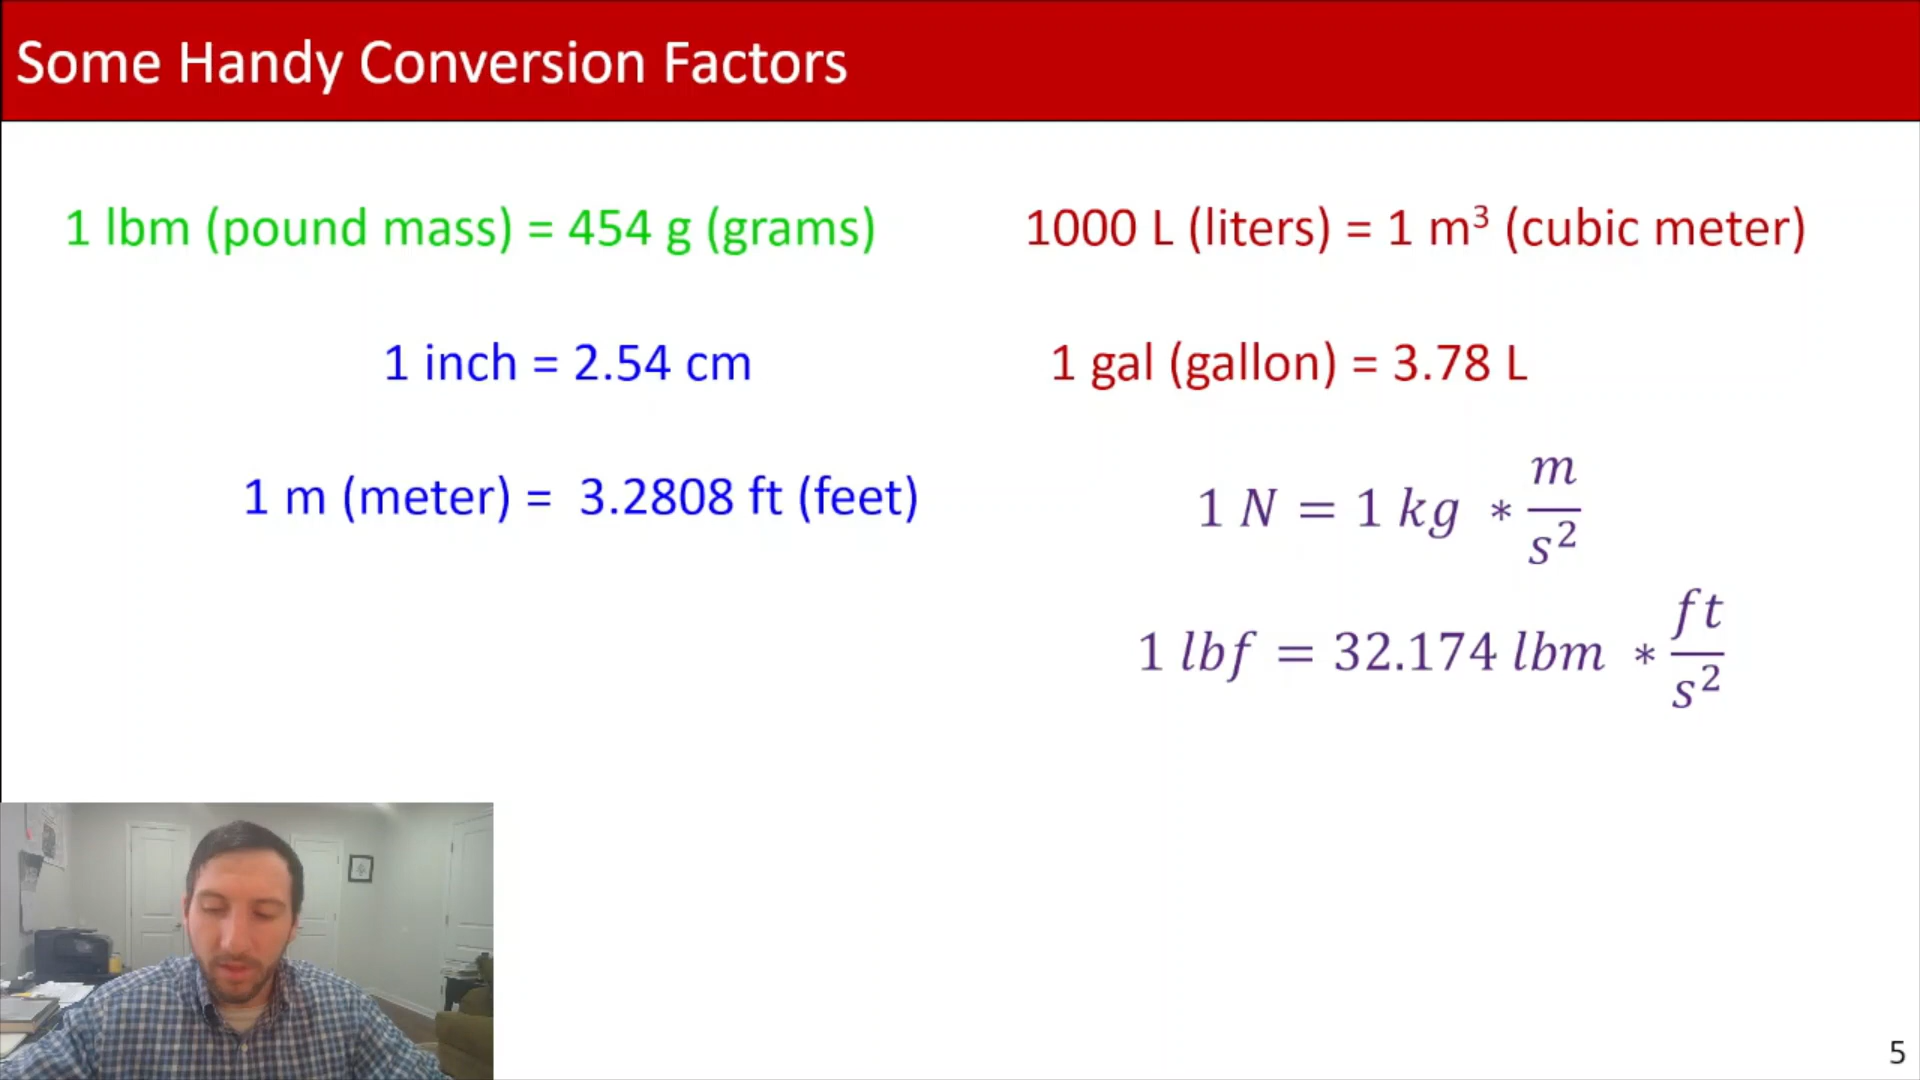 Some Handy Conversion Factors
1 lbm (pound mass) = 454 g (grams)
1 inch = 2.54 cm
1 m (meter) = 3.2808 ft (feet)
1000 L (liters) = 1 m³ (cubic meter)
1 gal (gallon) = 3.78 L
1 N = 1 kg * m/s²
1 lbf = 32.174 lbm * ft/s²
5